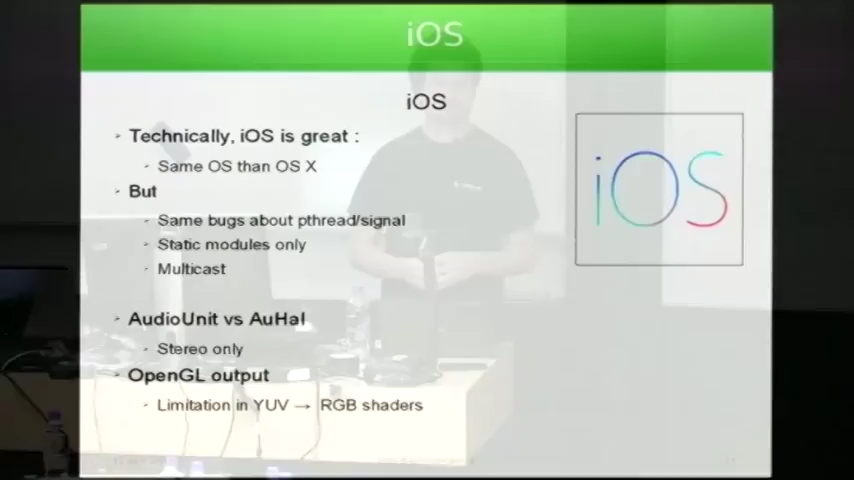 iOS
iOS
Technically, iOS is great :
Same OS than OS X
But
Same bugs about pthread/signal
Static modules only
Multicast
AudioUnit vs AuHal
Stereo only
OpenGL output
Limitation in YUV → RGB shaders
iOS